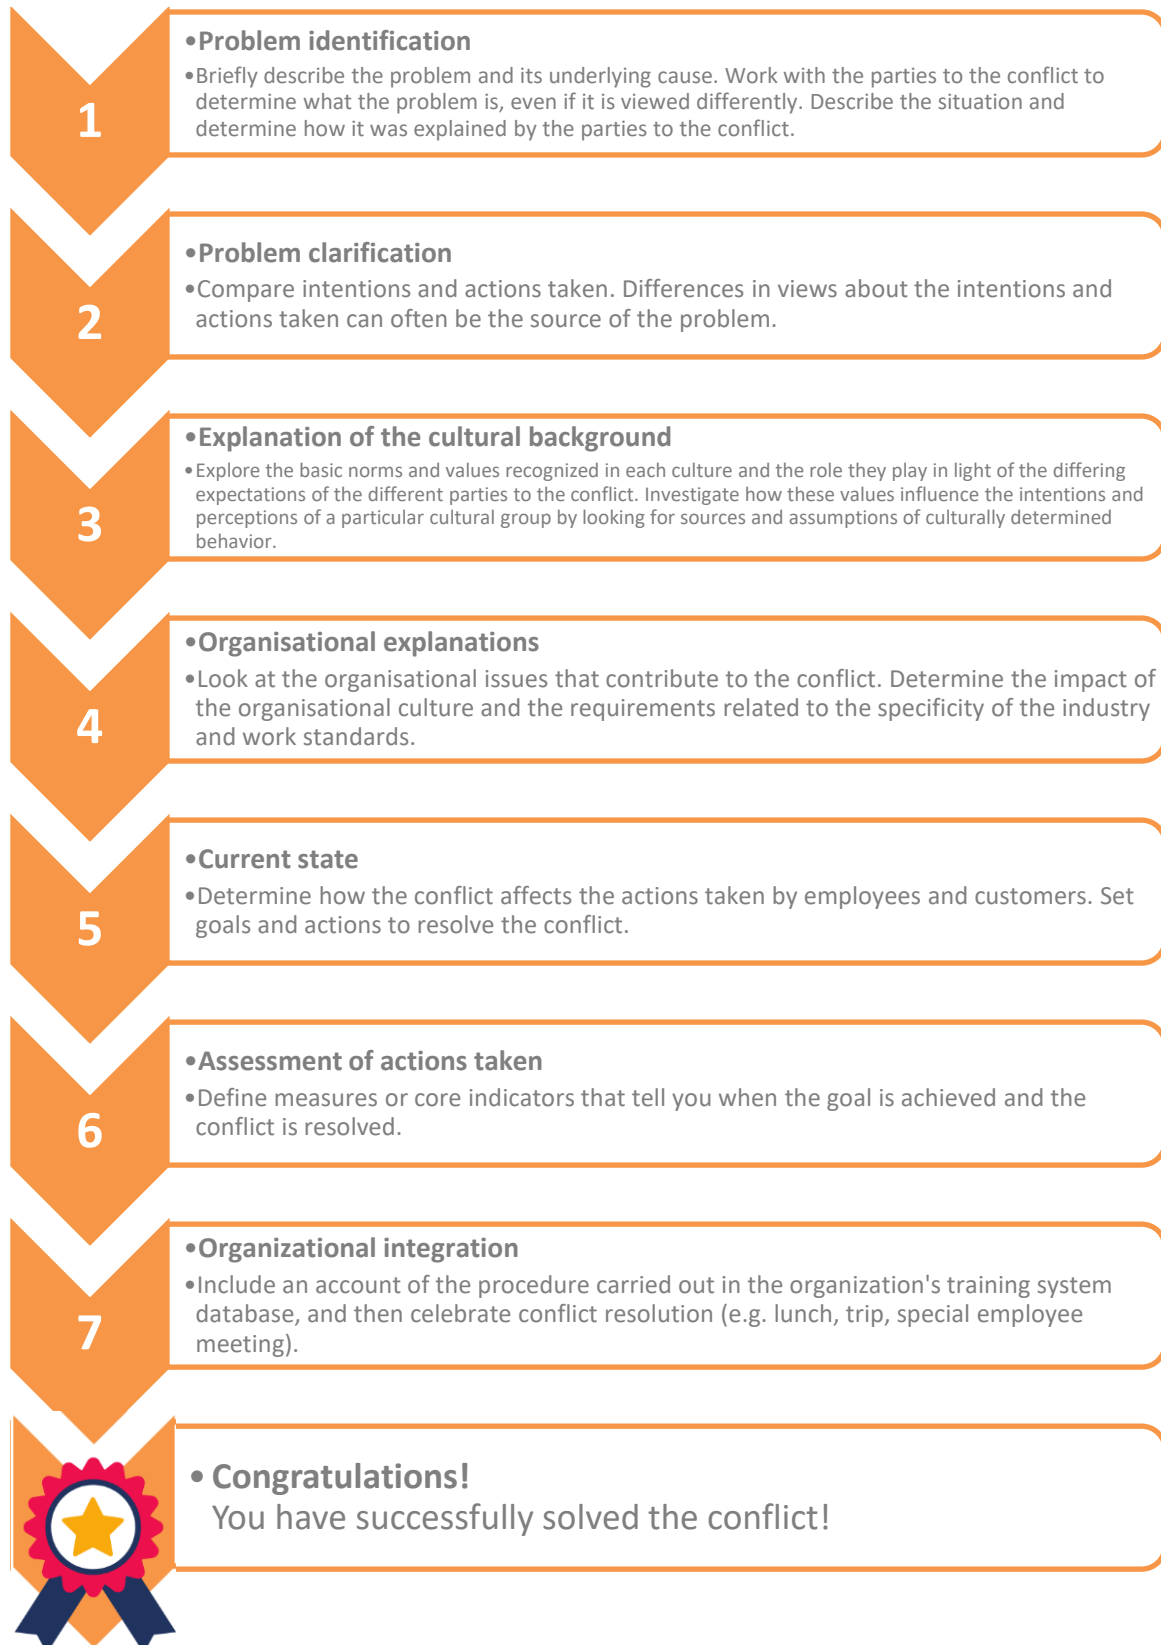 1
•Problem identification
•Briefly describe the problem and its underlying cause. Work with the parties to the conflict to
determine what the problem is, even if it is viewed differently. Describe the situation and
determine how it was explained by the parties to the conflict.
2
•Problem clarification
•Compare intentions and actions taken. Differences in views about the intentions and
actions taken can often be the source of the problem.
3
•Explanation of the cultural background
•Explore the basic norms and values recognized in each culture and the role they play in light of the differing
expectations of the different parties to the conflict. Investigate how these values influence the intentions and
perceptions of a particular cultural group by looking for sources and assumptions of culturally determined
behavior.
4
•Organisational explanations
•Look at the organisational issues that contribute to the conflict. Determine the impact of
the organisational culture and the requirements related to the specificity of the industry
and work standards.
5
•Current state
•Determine how the conflict affects the actions taken by employees and customers. Set
goals and actions to resolve the conflict.
6
•Assessment of actions taken
•Define measures or core indicators that tell you when the goal is achieved and the
conflict is resolved.
7
•Organizational integration
•Include an account of the procedure carried out in the organization's training system
database, and then celebrate conflict resolution (e.g. lunch, trip, special employee
meeting).
• Congratulations!
You have successfully solved the conflict!